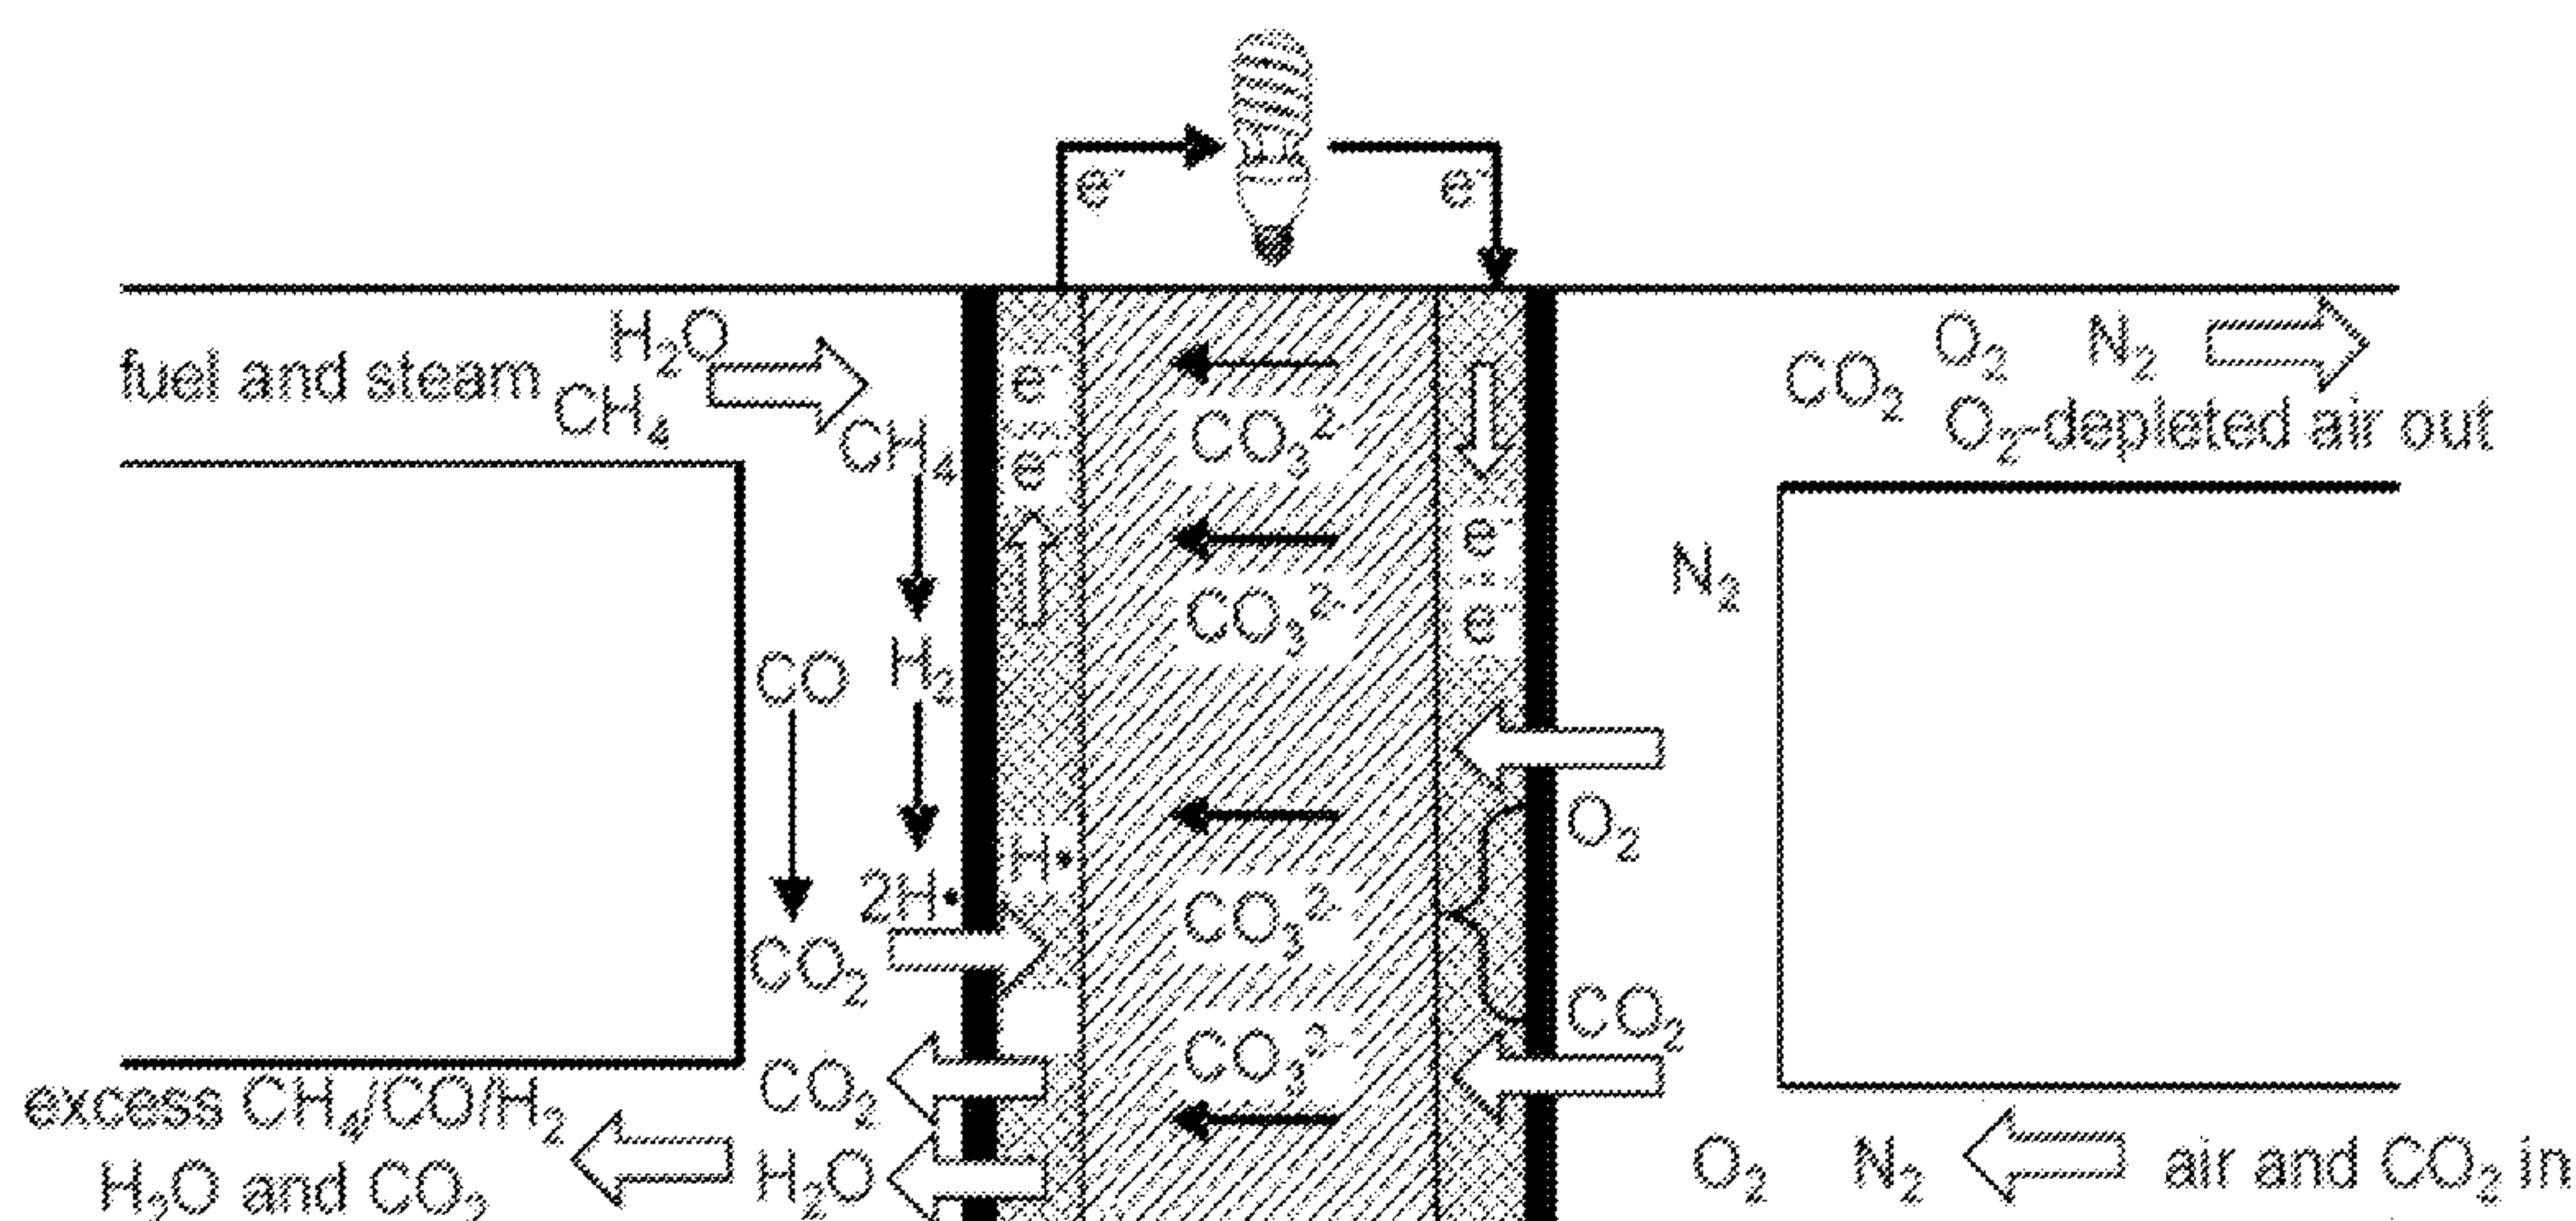 e⁻ e⁻
H₂O
fuel and steam
CH₄
CH₄
e⁻
e⁻
CO₃²⁻
CO₂ O₂ N₂
O₂-depleted air out
CO₃²⁻
e⁻
e⁻
N₂
CO
H₂
H•
2H•
CO₂
CO₃²⁻
O₂
CO₃²⁻
CO₂
CO₂
excess CH₄/CO/H₂
H₂O and CO₂
H₂O
O₂ N₂ air and CO₂ in